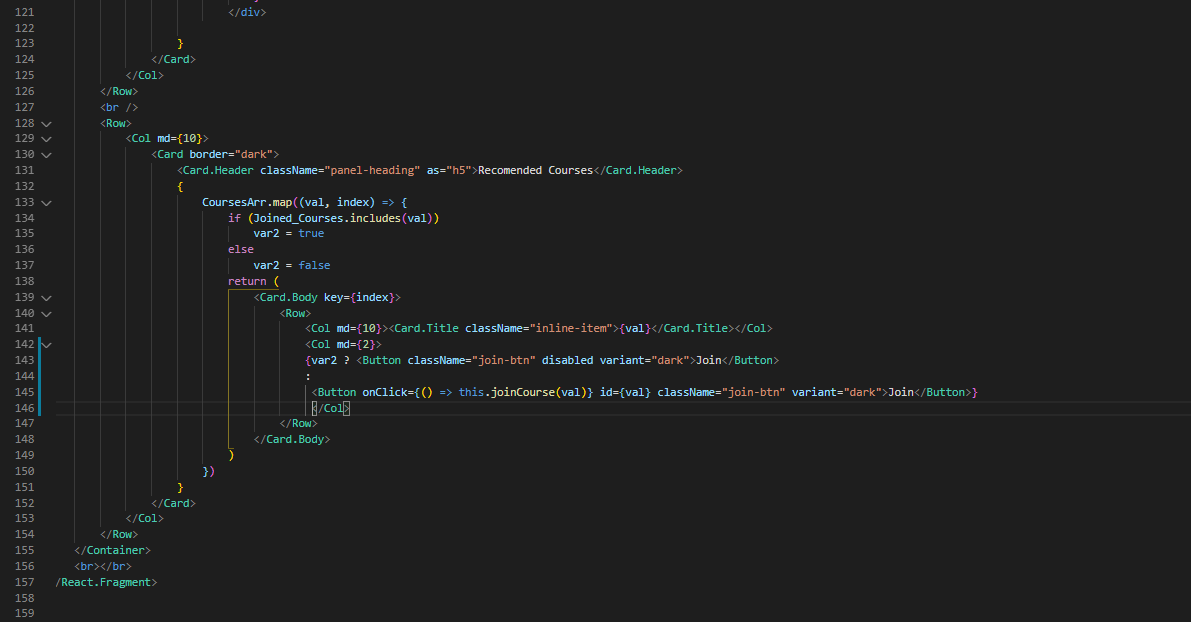 121 </div>
122
123 }
124 </Card>
125 </Col>
126 </Row>
127 <br />
128 <Row>
129 <Col md={10}>
130 <Card border="dark">
131 <Card.Header className="panel-heading" as="h5">Recomended Courses</Card.Header>
132 {
133 CoursesArr.map((val, index) => {
134 if (Joined_Courses.includes(val))
135 var2 = true
136 else
137 var2 = false
138 return (
139 <Card.Body key={index}>
140 <Row>
141 <Col md={10}><Card.Title className="inline-item">{val}</Card.Title></Col>
142 <Col md={2}>
143 {var2 ? <Button className="join-btn" disabled variant="dark">Join</Button>
144 :
145 <Button onClick={() => this.joinCourse(val)} id={val} className="join-btn" variant="dark">Join</Button>}
146 </Col>
147 </Row>
148 </Card.Body>
149 )
150 })
151 }
152 </Card>
153 </Col>
154 </Row>
155 </Container>
156 <br></br>
157 /React.Fragment>
158
159